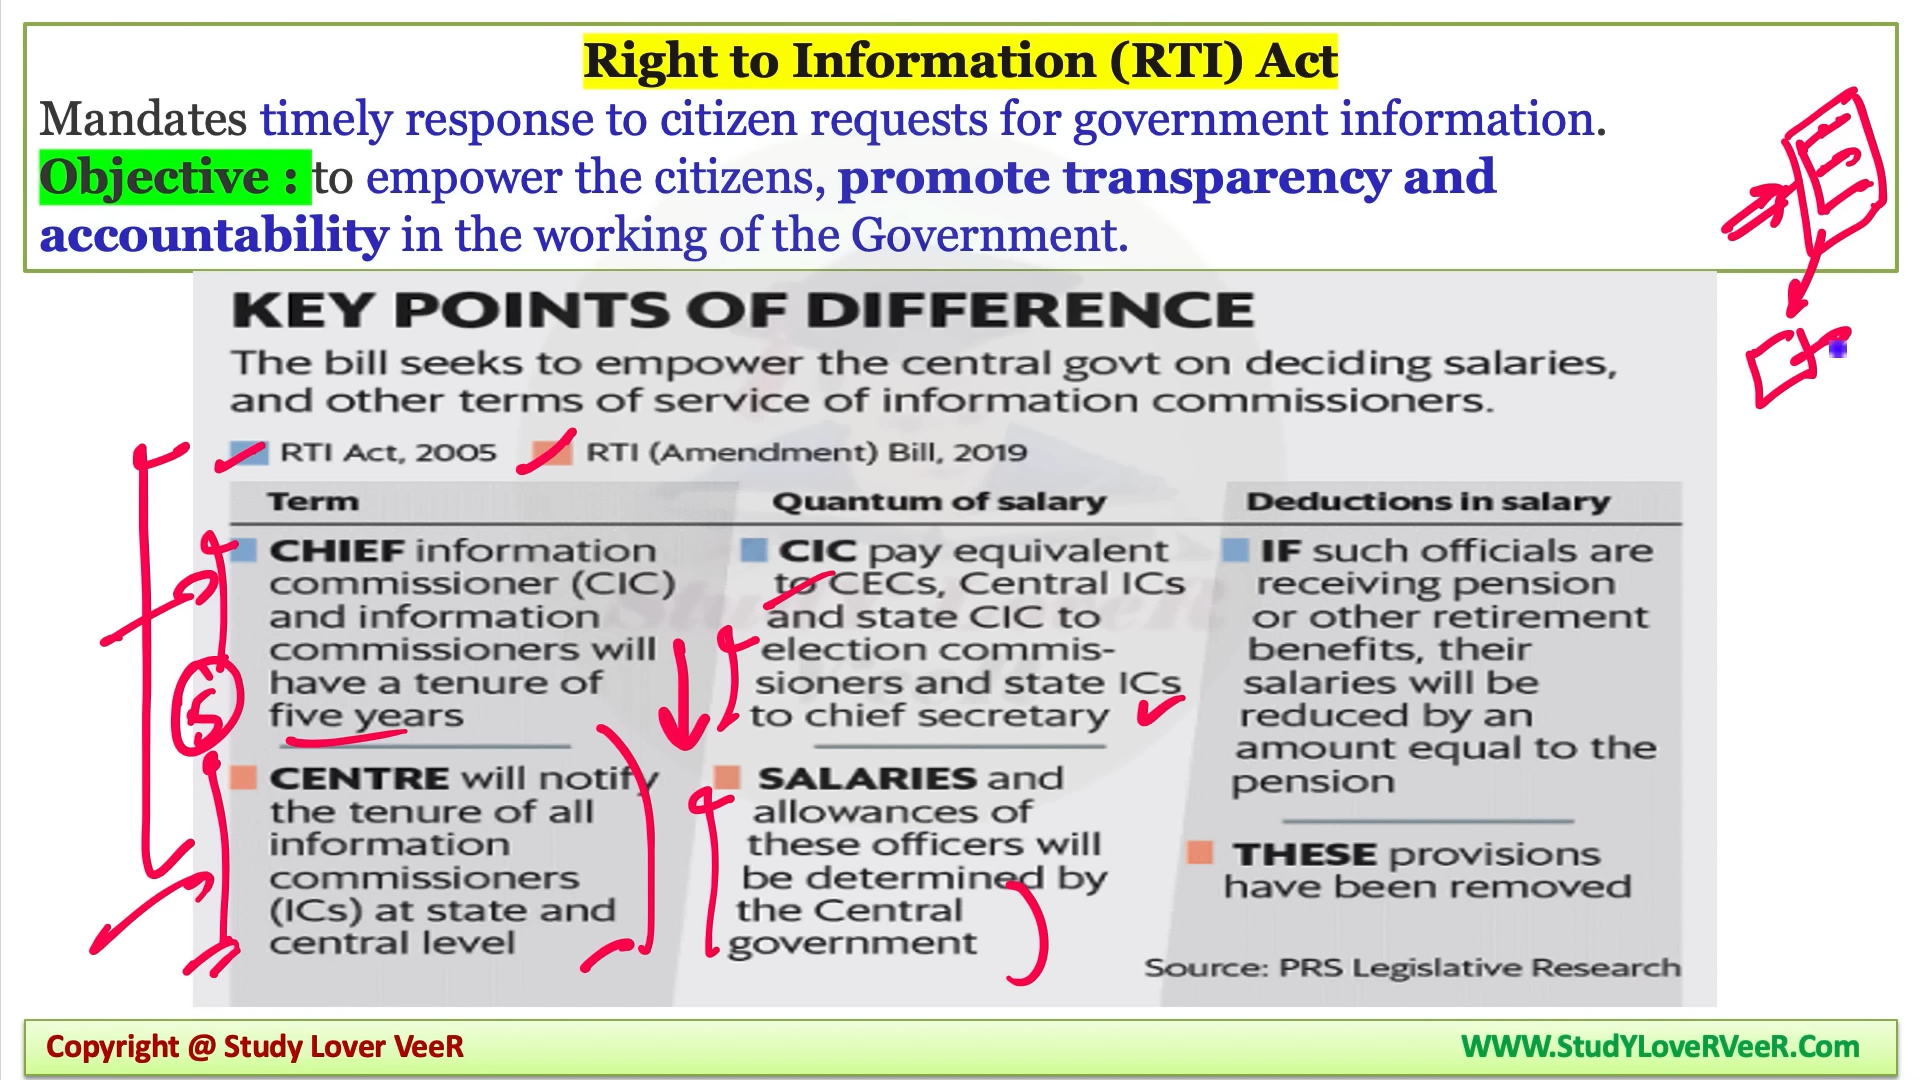 Right to Information (RTI) Act
Mandates timely response to citizen requests for government information.
Objective : to empower the citizens, promote transparency and
accountability in the working of the Government.
KEY POINTS OF DIFFERENCE
The bill seeks to empower the central govt on deciding salaries,
and other terms of service of information commissioners.
RTI Act, 2005 RTI (Amendment) Bill, 2019
Term
CHIEF information
commissioner (CIC)
and information
commissioners will
have a tenure of
five years
5
CENTRE will notify
the tenure of all
information
commissioners
(ICs) at state and
central level
Quantum of salary
CIC pay equivalent
to CECs, Central ICs
and state CIC to
election commis-
sioners and state ICs
to chief secretary
SALARIES and
allowances of
these officers will
be determined by
the Central
government
Deductions in salary
IF such officials are
receiving pension
or other retirement
benefits, their
salaries will be
reduced by an
amount equal to the
pension
THESE provisions
have been removed
Source: PRS Legislative Research
Copyright @ Study Lover VeeR
WWW.StudYLoveRVeeR.Com